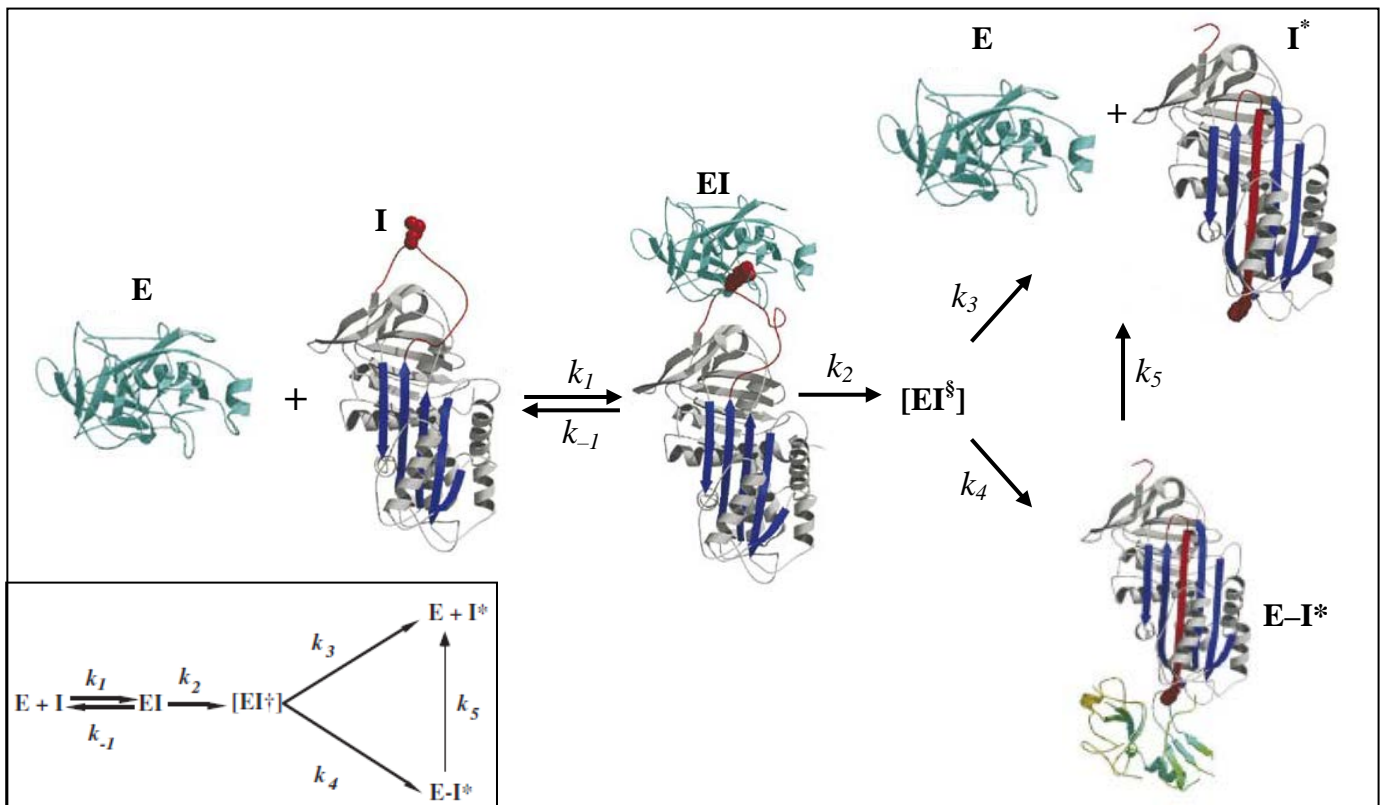 E
+
I
k1
k–1
EI
k2
[EI§]
k3
k4
E
+
I*
k5
E–I*
E + I
k1
k-1
EI
k2
[EI†]
k3
k4
E + I*
k5
E-I*